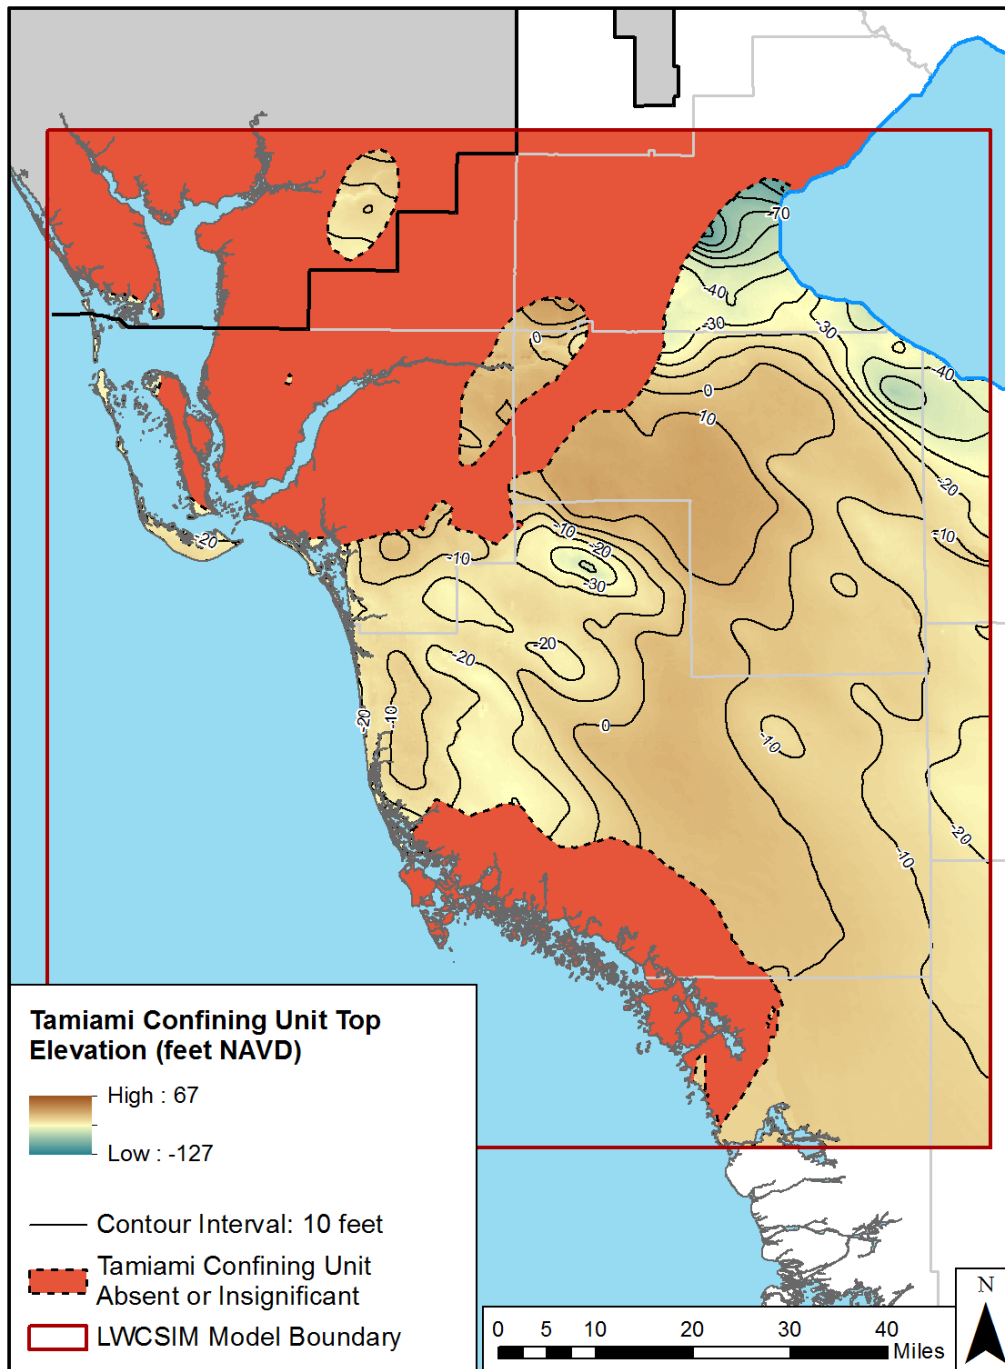 -70
-40
-30
-30
0
-40
0
10
-20
-10
-10
-20
-20
-30
-10
-20
-20
-20
-10
0
-10
-20
-10
Tamiami Confining Unit Top
Elevation (feet NAVD)
High : 67
Low : -127
Contour Interval: 10 feet
Tamiami Confining Unit
Absent or Insignificant
LWCSIM Model Boundary
N
0 5 10 20 30 40
Miles